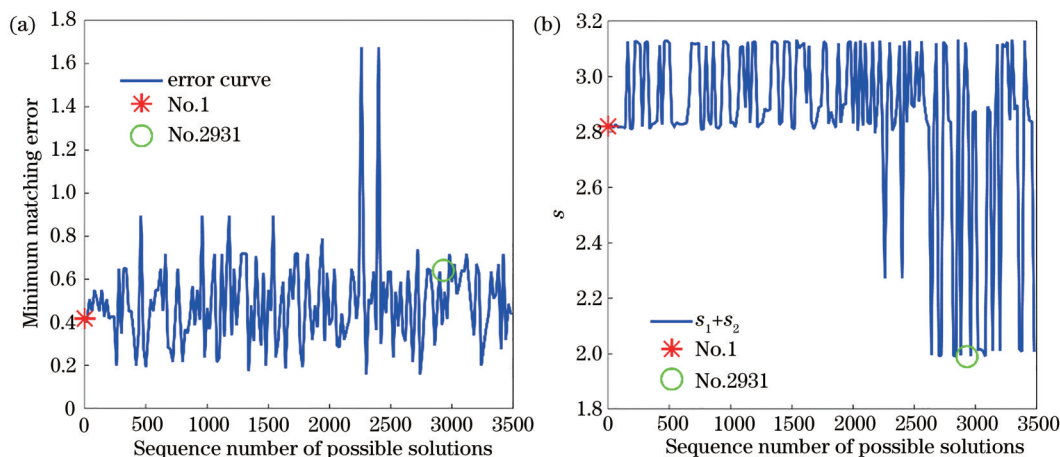 (a)
1.8
1.6
1.4
1.2
1.0
0.8
0.6
0.4
0.2
0
Minimum matching error
error curve
No.1
No.2931
0 500 1000 1500 2000 2500 3000 3500
Sequence number of possible solutions
(b)
3.2
3.0
2.8
2.6
2.4
2.2
2.0
1.8
s
s1+s2
No.1
No.2931
0 500 1000 1500 2000 2500 3000 3500
Sequence number of possible solutions